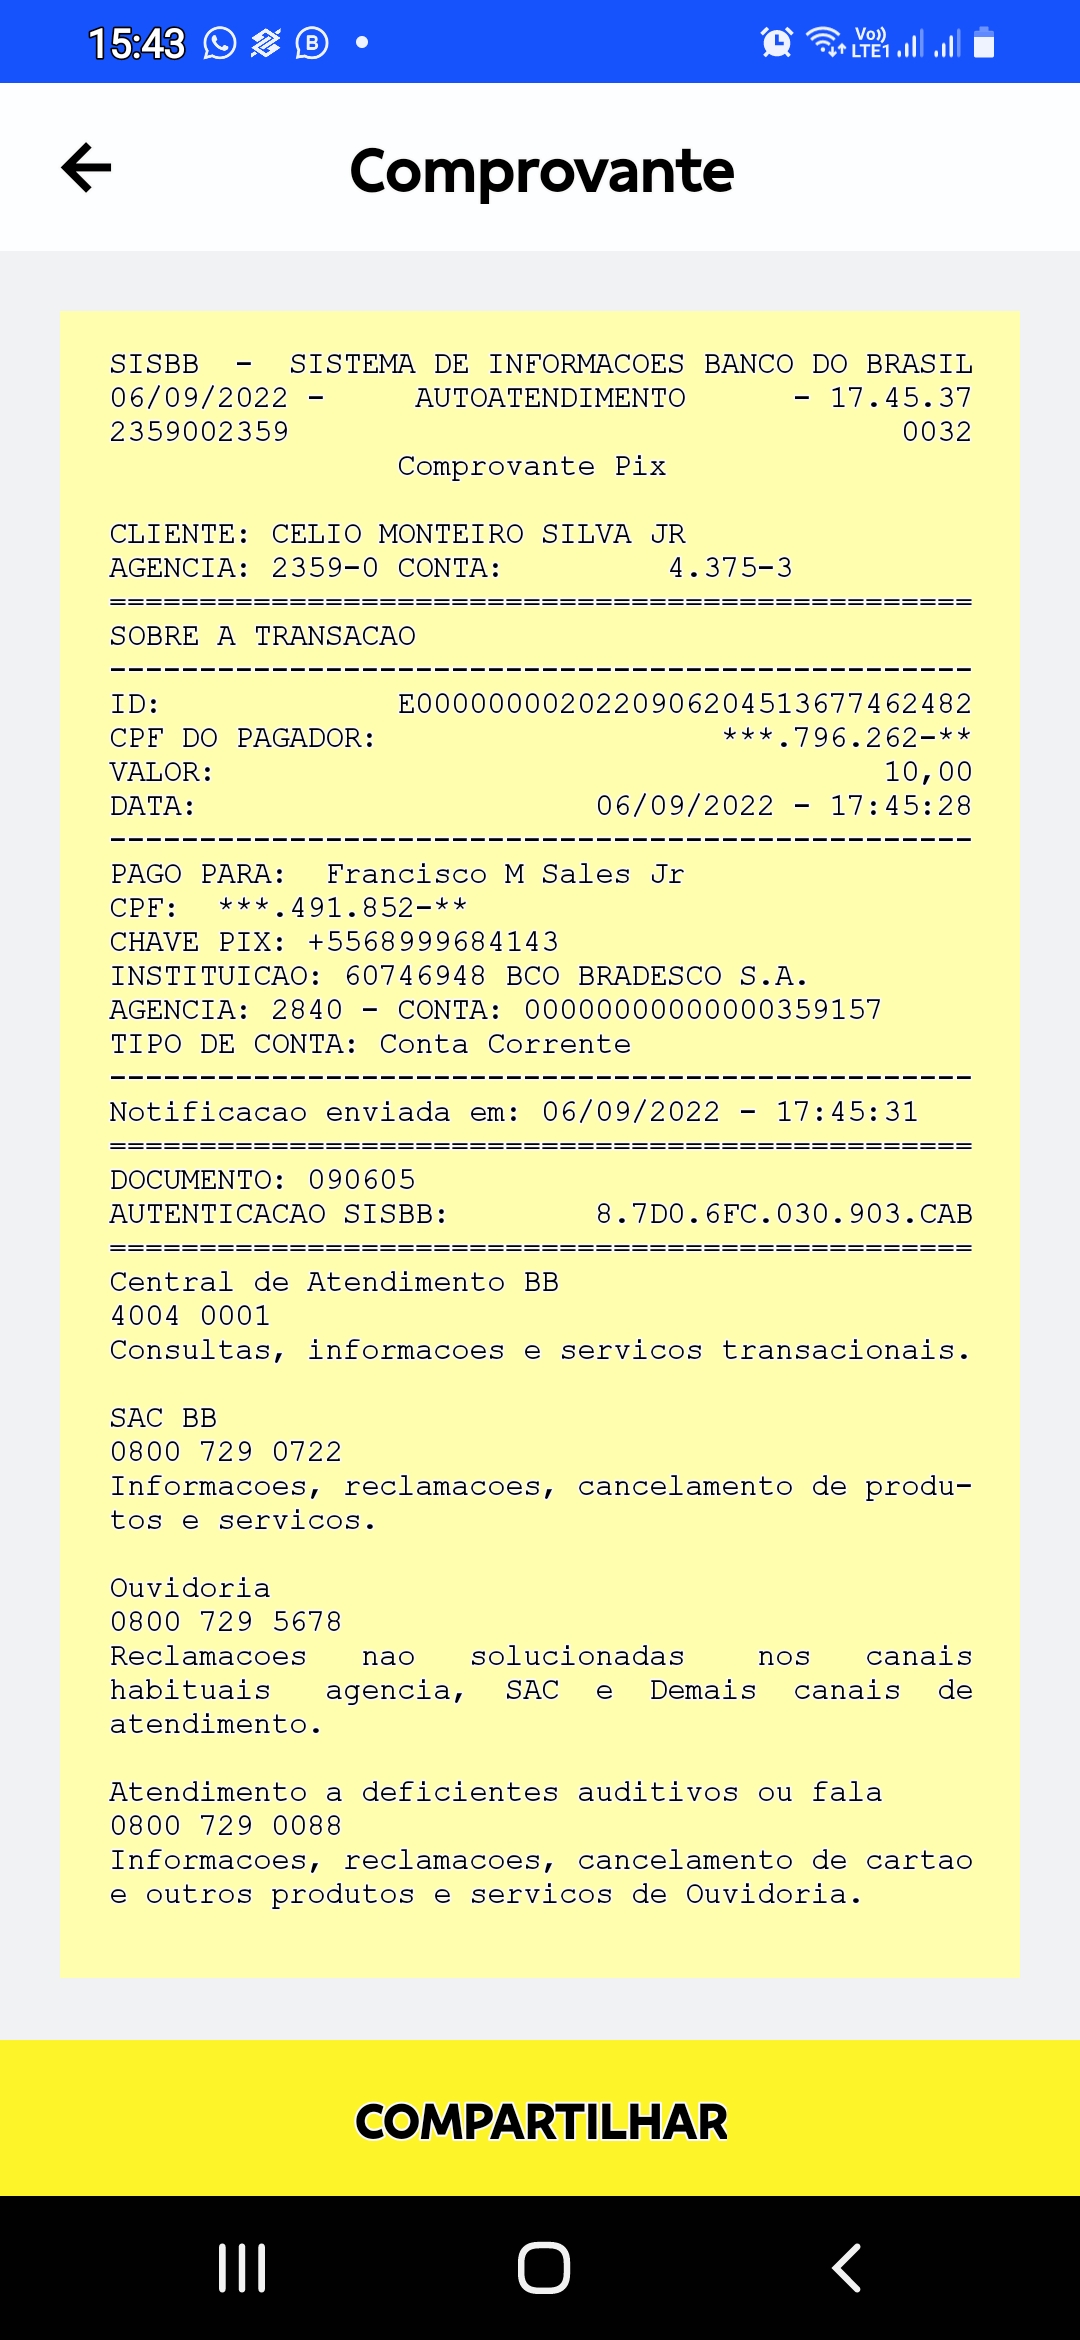 15:43 B Vo)) LTE1
Comprovante
SISBB - SISTEMA DE INFORMACOES BANCO DO BRASIL
06/09/2022 - AUTOATENDIMENTO - 17.45.37
2359002359 0032
Comprovante Pix
CLIENTE: CELIO MONTEIRO SILVA JR
AGENCIA: 2359-0 CONTA: 4.375-3
================================================
SOBRE A TRANSACAO
------------------------------------------------
ID: E0000000020220906204513677462482
CPF DO PAGADOR: ***.796.262-**
VALOR: 10,00
DATA: 06/09/2022 - 17:45:28
------------------------------------------------
PAGO PARA: Francisco M Sales Jr
CPF: ***.491.852-**
CHAVE PIX: +5568999684143
INSTITUICAO: 60746948 BCO BRADESCO S.A.
AGENCIA: 2840 - CONTA: 00000000000000359157
TIPO DE CONTA: Conta Corrente
------------------------------------------------
Notificacao enviada em: 06/09/2022 - 17:45:31
================================================
DOCUMENTO: 090605
AUTENTICACAO SISBB: 8.7D0.6FC.030.903.CAB
================================================
Central de Atendimento BB
4004 0001
Consultas, informacoes e servicos transacionais.
SAC BB
0800 729 0722
Informacoes, reclamacoes, cancelamento de produ-
tos e servicos.
Ouvidoria
0800 729 5678
Reclamacoes nao solucionadas nos canais
habituais agencia, SAC e Demais canais de
atendimento.
Atendimento a deficientes auditivos ou fala
0800 729 0088
Informacoes, reclamacoes, cancelamento de cartao
e outros produtos e servicos de Ouvidoria.
COMPARTILHAR